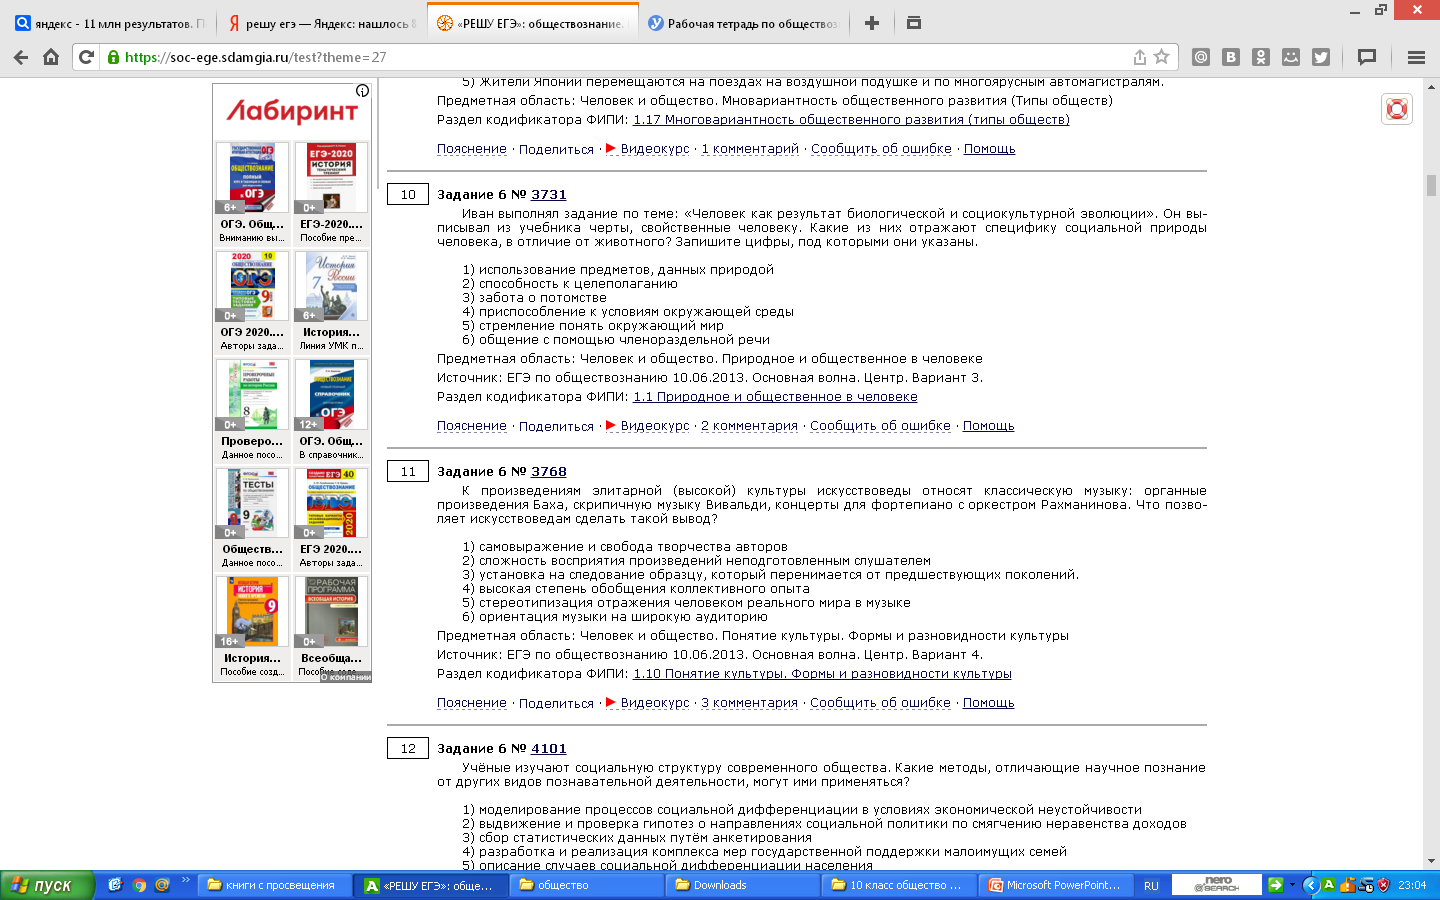 яндекс - 11 млн результатов. П
решу егэ — Яндекс: нашлось 8
«РЕШУ ЕГЭ»: обществознание.
Рабочая тетрадь по обществоз
https://soc-ege.sdamgia.ru/test?theme=27
5) Жители Японии перемещаются на поездах на воздушной подушке и по многоярусным автомагистралям.
Предметная область: Человек и общество. Мновариантность общественного развития (Типы обществ)
Раздел кодификатора ФИПИ: 1.17 Многовариантность общественного развития (типы обществ)
Пояснение · Поделиться · Видеокурс · 1 комментарий · Сообщить об ошибке · Помощь
10 Задание 6 № 3731
Иван выполнял задание по теме: «Человек как результат биологической и социокультурной эволюции». Он вы-
писывал из учебника черты, свойственные человеку. Какие из них отражают специфику социальной природы
человека, в отличие от животного? Запишите цифры, под которыми они указаны.
1) использование предметов, данных природой
2) способность к целеполаганию
3) забота о потомстве
4) приспособление к условиям окружающей среды
5) стремление понять окружающий мир
6) общение с помощью членораздельной речи
Предметная область: Человек и общество. Природное и общественное в человеке
Источник: ЕГЭ по обществознанию 10.06.2013. Основная волна. Центр. Вариант 3.
Раздел кодификатора ФИПИ: 1.1 Природное и общественное в человеке
Пояснение · Поделиться · Видеокурс · 2 комментария · Сообщить об ошибке · Помощь
11 Задание 6 № 3768
К произведениям элитарной (высокой) культуры искусствоведы относят классическую музыку: органные
произведения Баха, скрипичную музыку Вивальди, концерты для фортепиано с оркестром Рахманинова. Что позво-
ляет искусствоведам сделать такой вывод?
1) самовыражение и свобода творчества авторов
2) сложность восприятия произведений неподготовленным слушателем
3) установка на следование образцу, который перенимается от предшествующих поколений.
4) высокая степень обобщения коллективного опыта
5) стереотипизация отражения человеком реального мира в музыке
6) ориентация музыки на широкую аудиторию
Предметная область: Человек и общество. Понятие культуры. Формы и разновидности культуры
Источник: ЕГЭ по обществознанию 10.06.2013. Основная волна. Центр. Вариант 4.
Раздел кодификатора ФИПИ: 1.10 Понятие культуры. Формы и разновидности культуры
Пояснение · Поделиться · Видеокурс · 3 комментария · Сообщить об ошибке · Помощь
12 Задание 6 № 4101
Учёные изучают социальную структуру современного общества. Какие методы, отличающие научное познание
от других видов познавательной деятельности, могут ими применяться?
1) моделирование процессов социальной дифференциации в условиях экономической неустойчивости
2) выдвижение и проверка гипотез о направлениях социальной политики по смягчению неравенства доходов
3) сбор статистических данных путём анкетирования
4) разработка и реализация комплекса мер государственной поддержки малоимущих семей
5) описание случаев социальной дифференциации населения
Лабиринт
6+ 0+
ОГЭ. Общ... ЕГЭ-2020....
Вниманию вы... Пособие пре...
0+ 6+
ОГЭ 2020.... История...
Авторы зада... Линия УМК п...
0+ 12+
Проверо... ОГЭ. Общ...
Данное посо... В справочник...
0+ 0+
Обществ... ЕГЭ 2020....
Данное посо... Авторы зада...
16+ 0+
История... Всеобща...
Пособие созд...
О компании
пуск
книги с просвещения
«РЕШУ ЕГЭ»: обще...
общество
Downloads
10 класс общество ...
Microsoft PowerPoint...
RU
nero
SEARCH
23:04